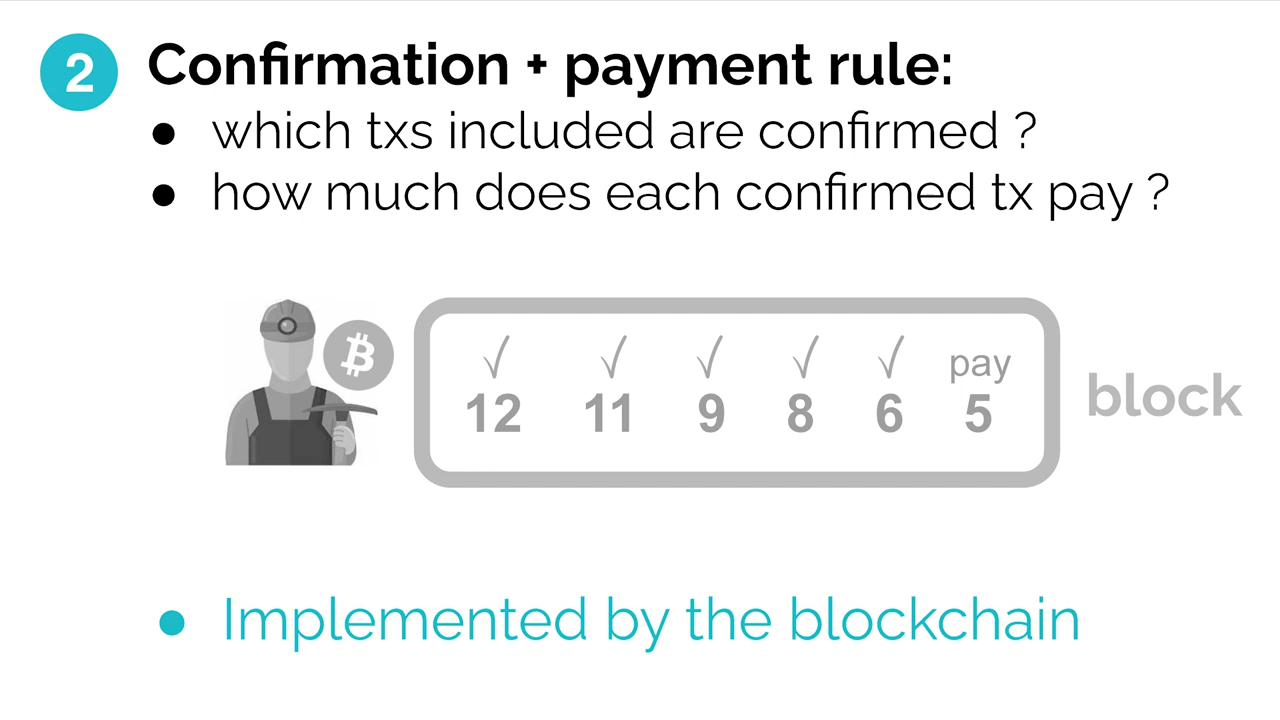 2 Confirmation + payment rule:
● which txs included are confirmed ?
● how much does each confirmed tx pay ?
₿ √ √ √ √ √ pay
12 11 9 8 6 5
block
● Implemented by the blockchain